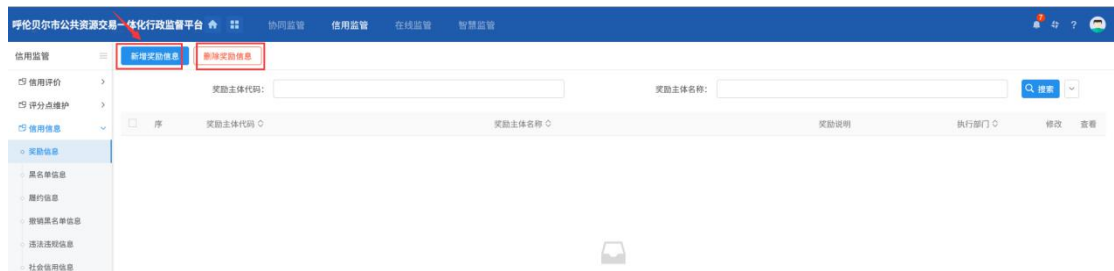 呼伦贝尔市公共资源交易一体化行政监督平台 协同监管 信用监管 在线监管 智慧监管 ?
信用监管 新增奖励信息 删除奖励信息
信用评价
奖励主体代码: 奖励主体名称: 搜索
评分点维护
信用信息
序 奖励主体代码 奖励主体名称 奖励说明 执行部门 修改 查看
奖励信息
黑名单信息
履约信息
撤销黑名单信息
违法违规信息
社会信用信息